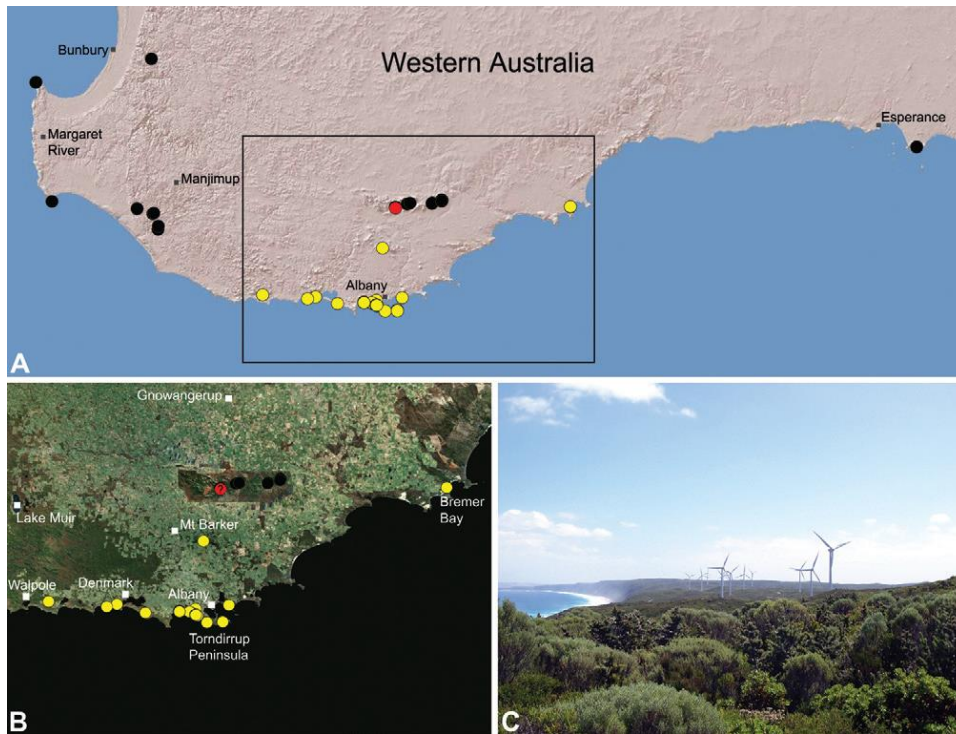 Bunbury
Western Australia
Esperance
Margaret
River
Manjimup
Albany
A
Gnowangerup
?
Bremer
Bay
Lake Muir
Mt Barker
Walpole
Denmark
Albany
Torndirrup
Peninsula
B
C